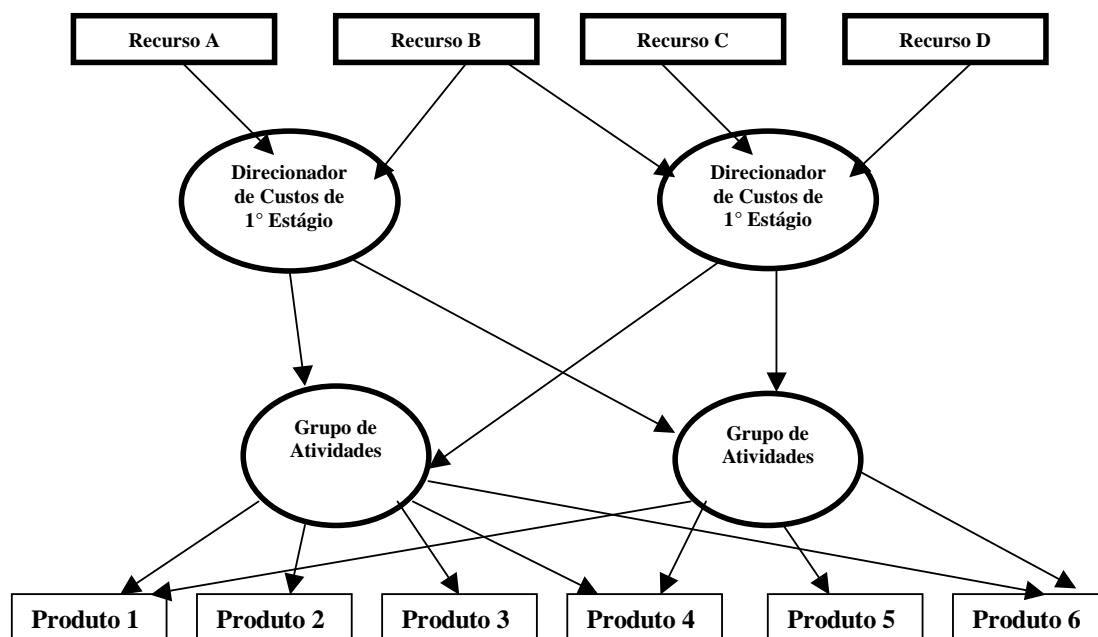 Recurso A
Recurso B
Recurso C
Recurso D
Direcionador
de Custos de
1° Estágio
Direcionador
de Custos de
1° Estágio
Grupo de
Atividades
Grupo de
Atividades
Produto 1
Produto 2
Produto 3
Produto 4
Produto 5
Produto 6